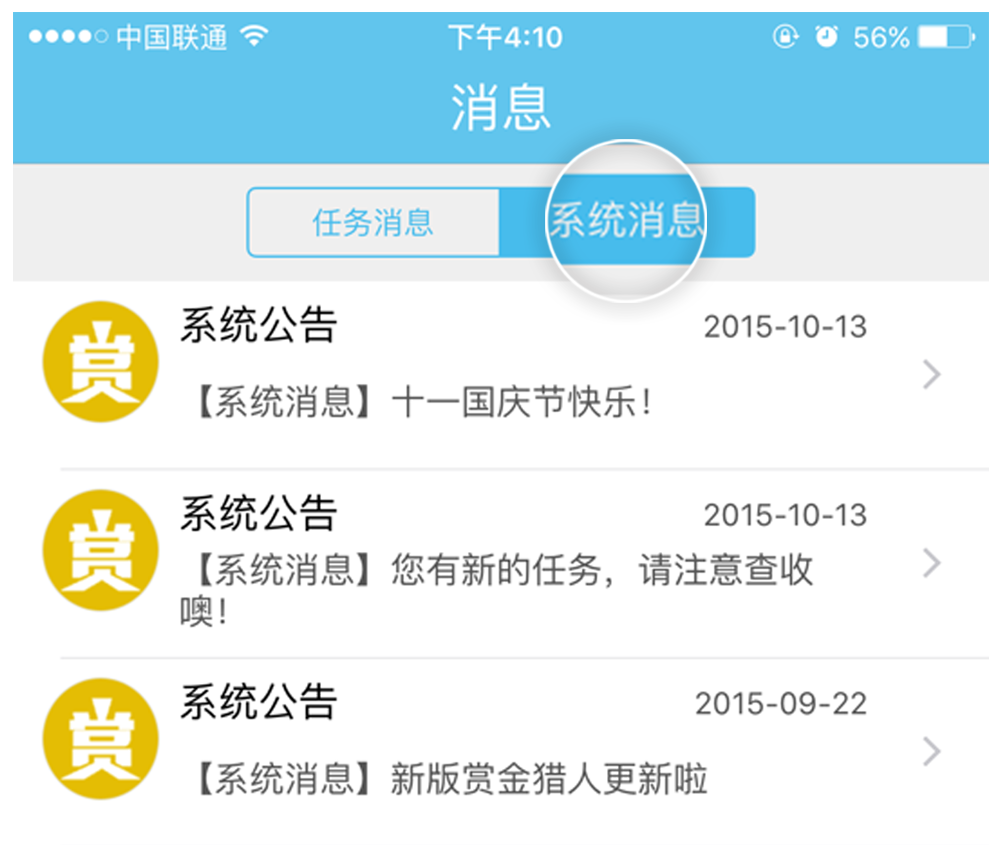 中国联通 下午4:10 56%
消息
任务消息 系统消息
赏 系统公告 2015-10-13
【系统消息】十一国庆节快乐！
赏 系统公告 2015-10-13
【系统消息】您有新的任务，请注意查收
噢！
赏 系统公告 2015-09-22
【系统消息】新版赏金猎人更新啦